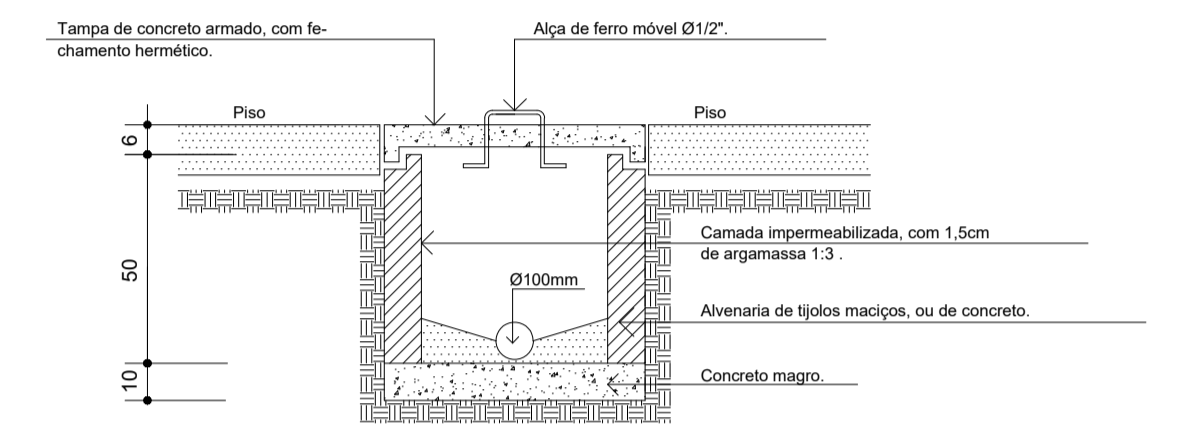 Tampa de concreto armado, com fe-
chamento hermético.
Alça de ferro móvel Ø1/2".
Piso
Piso
6
50
10
Camada impermeabilizada, com 1,5cm
de argamassa 1:3 .
Ø100mm
Alvenaria de tijolos maciços, ou de concreto.
Concreto magro.